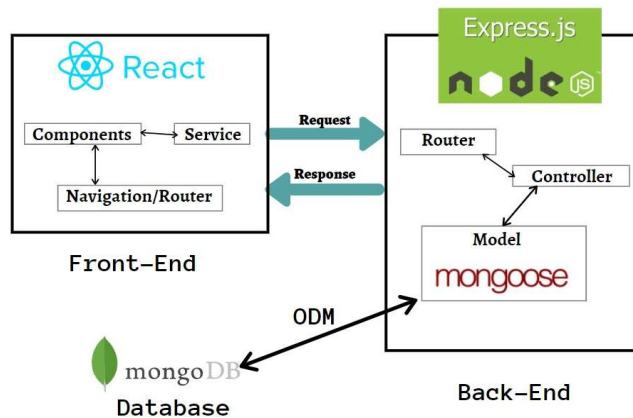 React
Components
Service
Navigation/Router
Front-End
Request
Response
Express.js
node
JS
Router
Controller
Model
mongoose
Back-End
ODM
mongoDB
Database